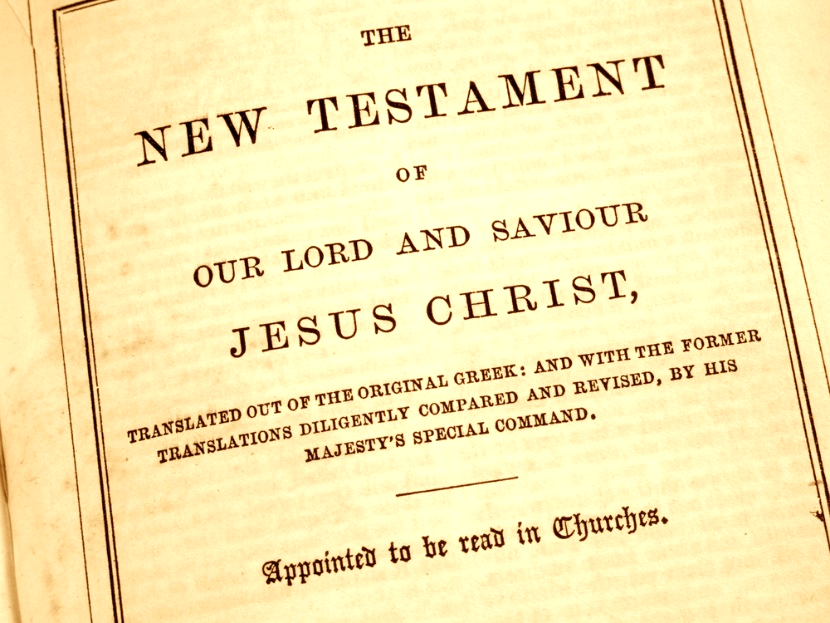 THE
NEW TESTAMENT
OF
OUR LORD AND SAVIOUR
JESUS CHRIST,
TRANSLATED OUT OF THE ORIGINAL GREEK: AND WITH THE FORMER
TRANSLATIONS DILIGENTLY COMPARED AND REVISED, BY HIS
MAJESTY'S SPECIAL COMMAND.
Appointed to be read in Churches.